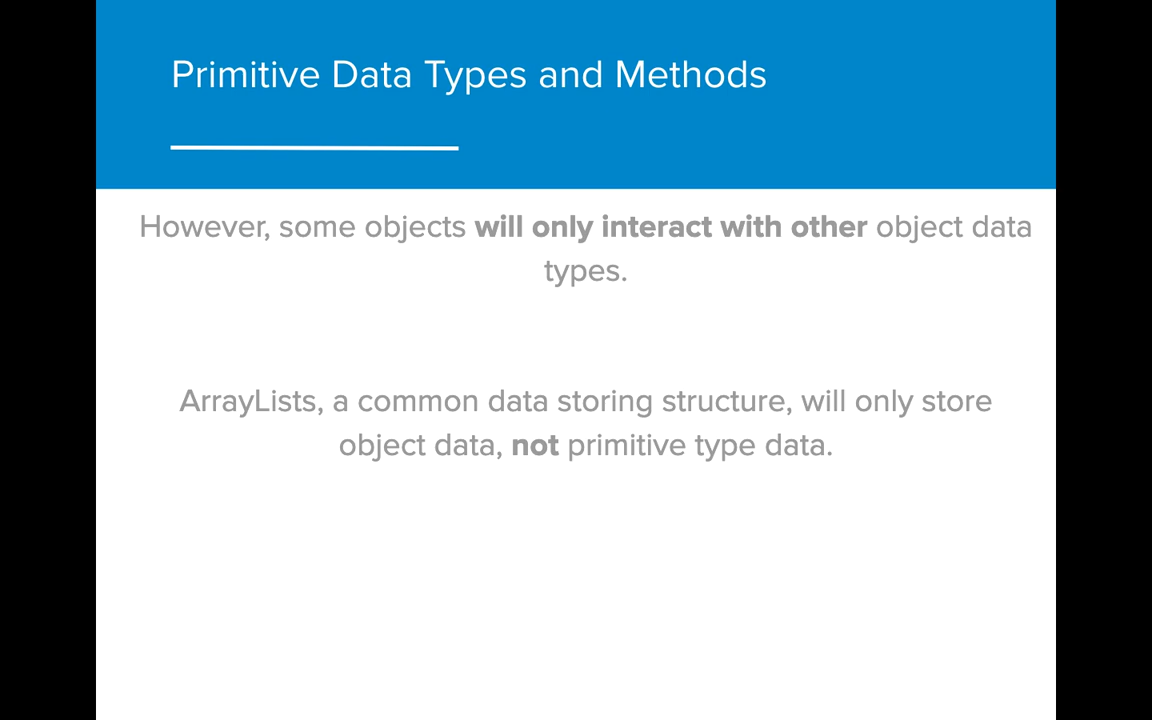 Primitive Data Types and Methods
However, some objects will only interact with other object data
types.
ArrayLists, a common data storing structure, will only store
object data, not primitive type data.